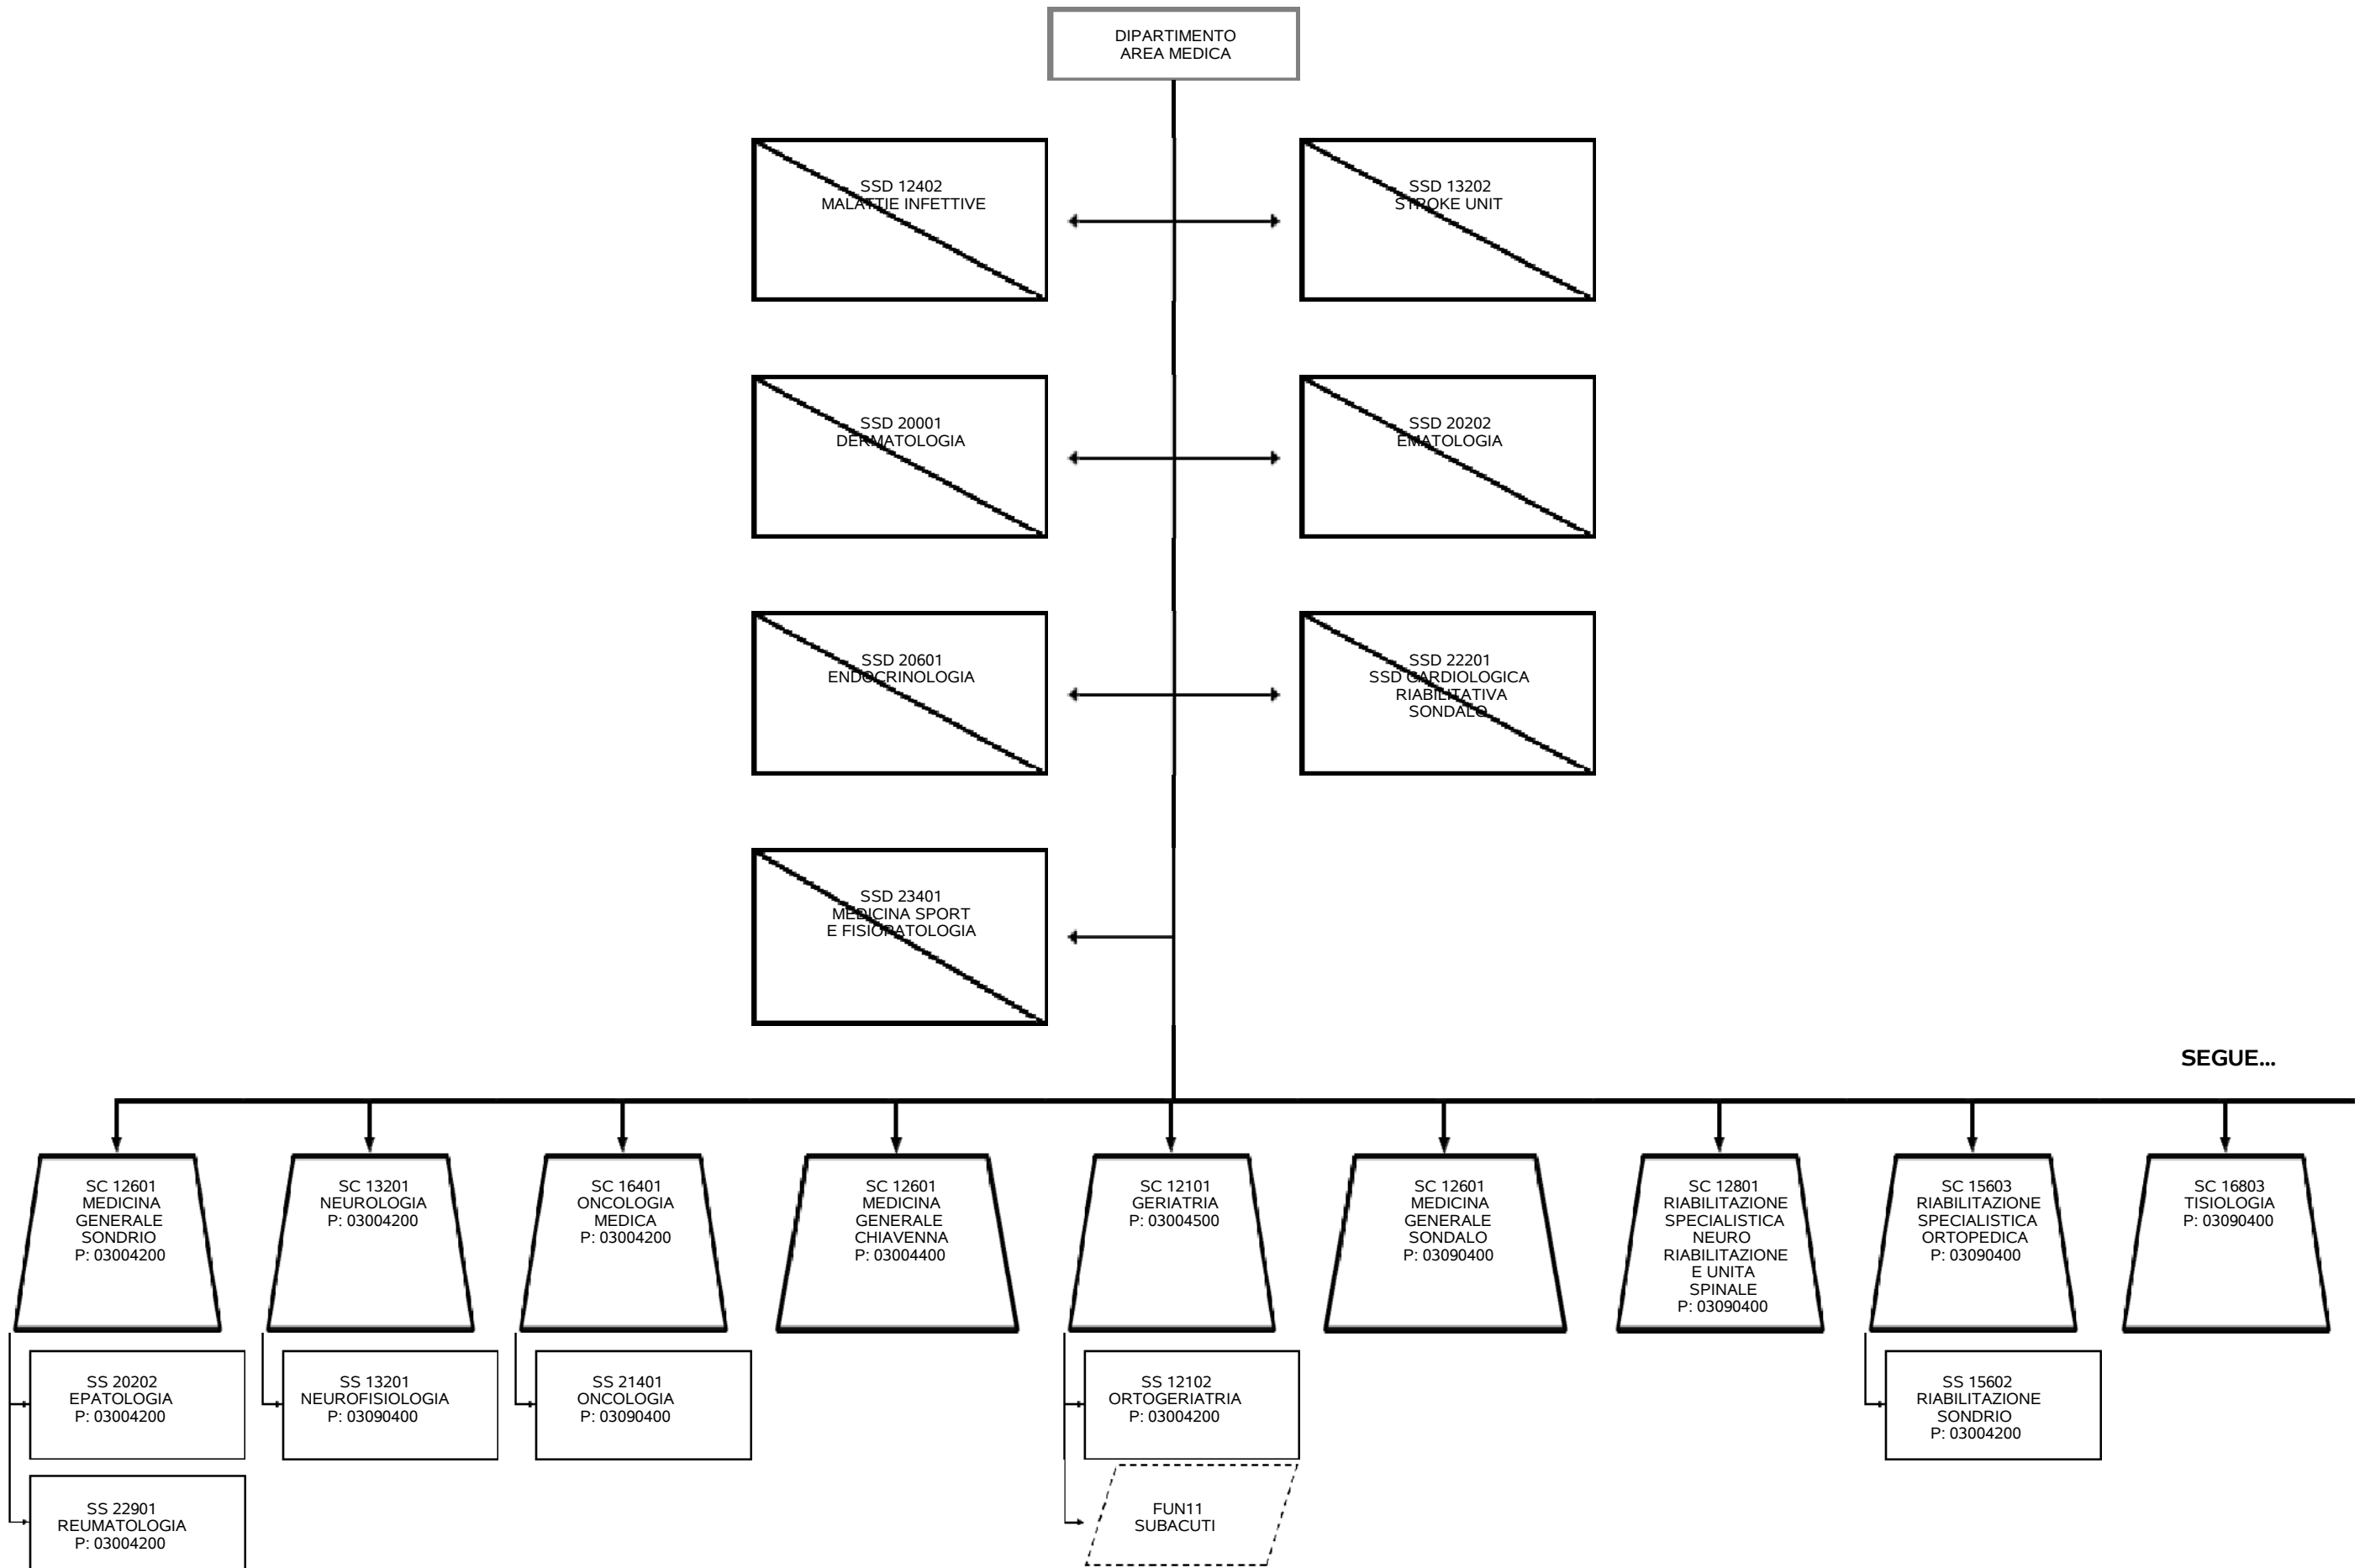 DIPARTIMENTO
AREA MEDICA
SSD 12402
MALATTIE INFETTIVE
SSD 13202
STROKE UNIT
SSD 20001
DERMATOLOGIA
SSD 20202
EMATOLOGIA
SSD 20601
ENDOCRINOLOGIA
SSD 22201
SSD CARDIOLOGICA
RIABILITATIVA
SONDALO
SSD 23401
MEDICINA SPORT
E FISIOPATOLOGIA
SEGUE...
SC 12601
MEDICINA
GENERALE
SONDRIO
P: 03004200
SC 13201
NEUROLOGIA
P: 03004200
SC 16401
ONCOLOGIA
MEDICA
P: 03004200
SC 12601
MEDICINA
GENERALE
CHIAVENNA
P: 03004400
SC 12101
GERIATRIA
P: 03004500
SC 12601
MEDICINA
GENERALE
SONDALO
P: 03090400
SC 12801
RIABILITAZIONE
SPECIALISTICA
NEURO
RIABILITAZIONE
E UNITA
SPINALE
P: 03090400
SC 15603
RIABILITAZIONE
SPECIALISTICA
ORTOPEDICA
P: 03090400
SC 16803
TISIOLOGIA
P: 03090400
SS 20202
EPATOLOGIA
P: 03004200
SS 13201
NEUROFISIOLOGIA
P: 03090400
SS 21401
ONCOLOGIA
P: 03090400
SS 12102
ORTOGERIATRIA
P: 03004200
SS 15602
RIABILITAZIONE
SONDRIO
P: 03004200
SS 22901
REUMATOLOGIA
P: 03004200
FUN11
SUBACUTI